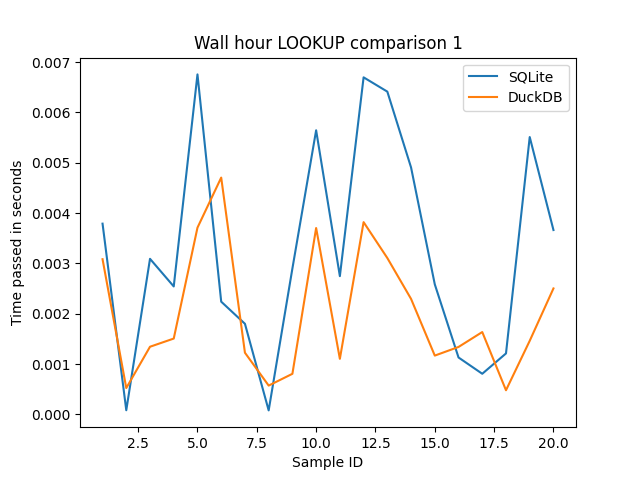 Wall hour LOOKUP comparison 1
SQLite
DuckDB
Time passed in seconds
0.007
0.006
0.005
0.004
0.003
0.002
0.001
0.000
2.5 5.0 7.5 10.0 12.5 15.0 17.5 20.0
Sample ID